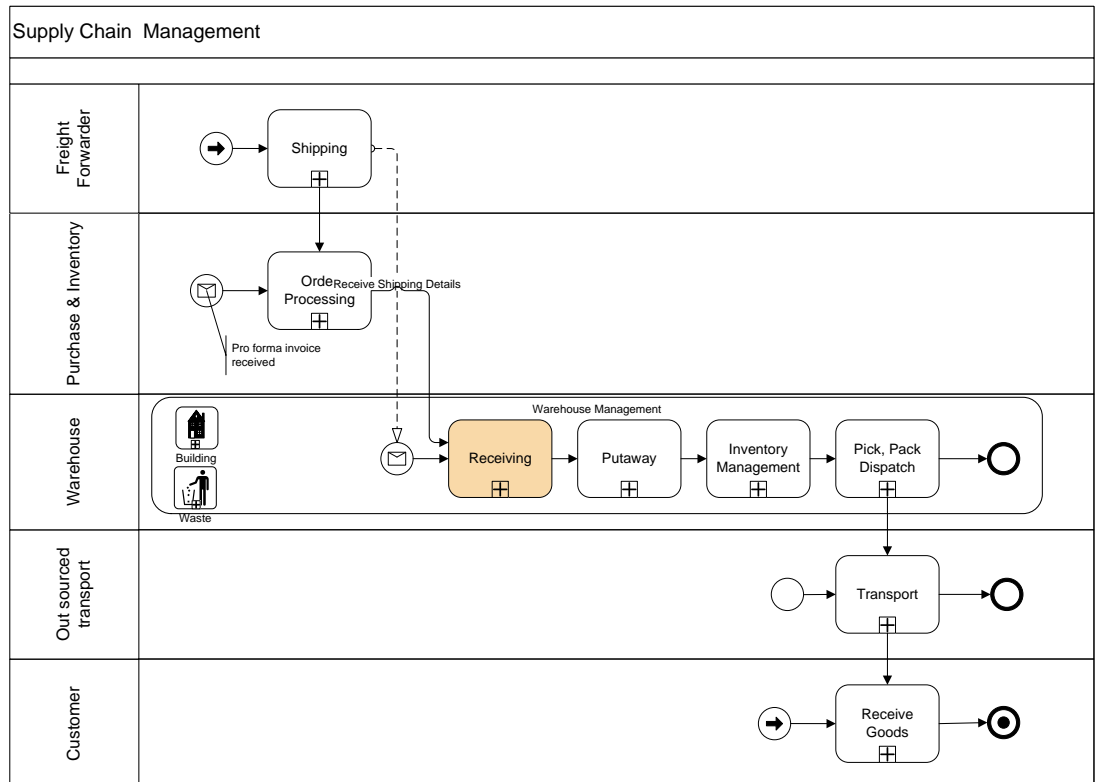 Supply Chain Management
Freight
Forwarder
Shipping
Purchase & Inventory
Orde
Processing
Receive Shipping Details
Pro forma invoice
received
Warehouse
Warehouse Management
Building
Waste
Receiving
Putaway
Inventory
Management
Pick, Pack
Dispatch
Out sourced
transport
Transport
Customer
Receive
Goods